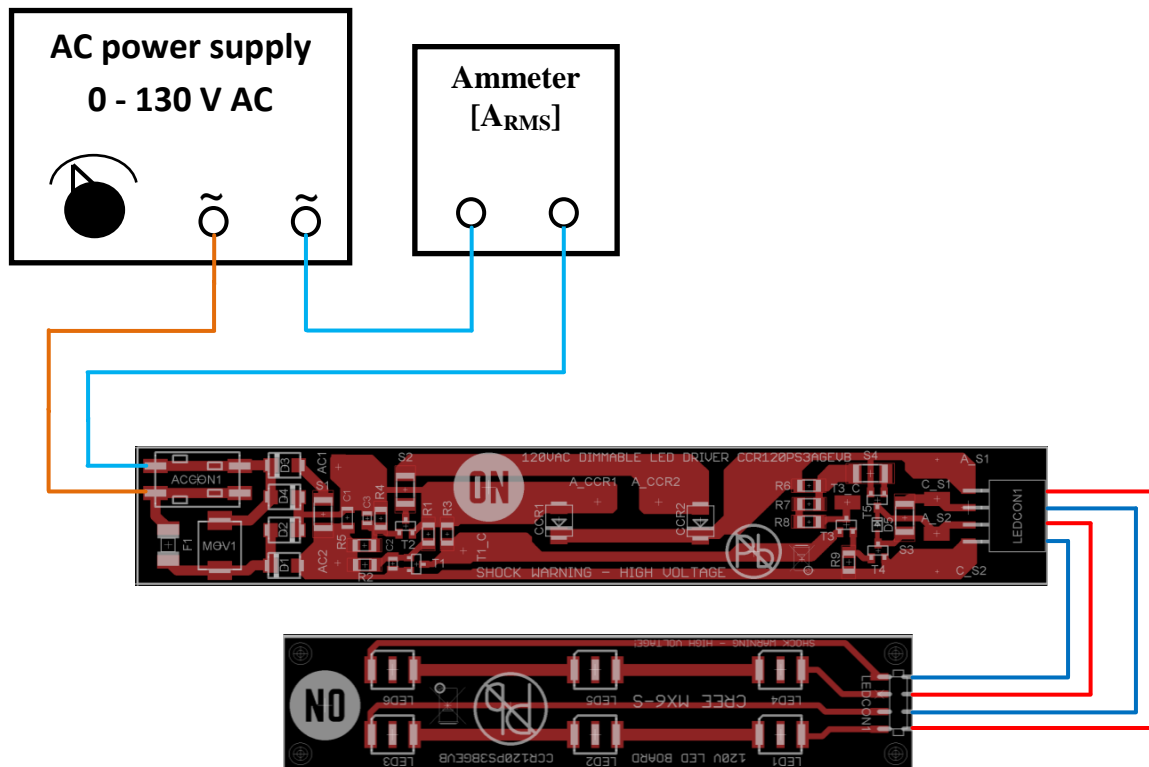 AC power supply
0 - 130 V AC
~ ~
Ammeter
[ARMS]
120VAC DIMMABLE LED DRIVER CCR120PS3AGEVB
ACCON1
F1
MOV1
D3
D4
D2
D1
AC1
S1
AC2
C1
C3
R4
S2
R5
C2
R2
T2
R1
R3
T1
T1_C
ON
A_CCR1
A_CCR2
CCR1
CCR2
R6
R7
R8
T3_C
T3
R9
S4
T5
D5
S3
T4
A_S1
C_S1
A_S2
C_S2
LEDCON1
SHOCK WARNING - HIGH VOLTAGE
SHOCK WARNING - HIGH VOLTAGE!
ON
LED6
LED5
CREE MX6-S
LED4
LEDCON1
LED3
CCR120PS3BGEVB
LED2
120V LED BOARD
LED1